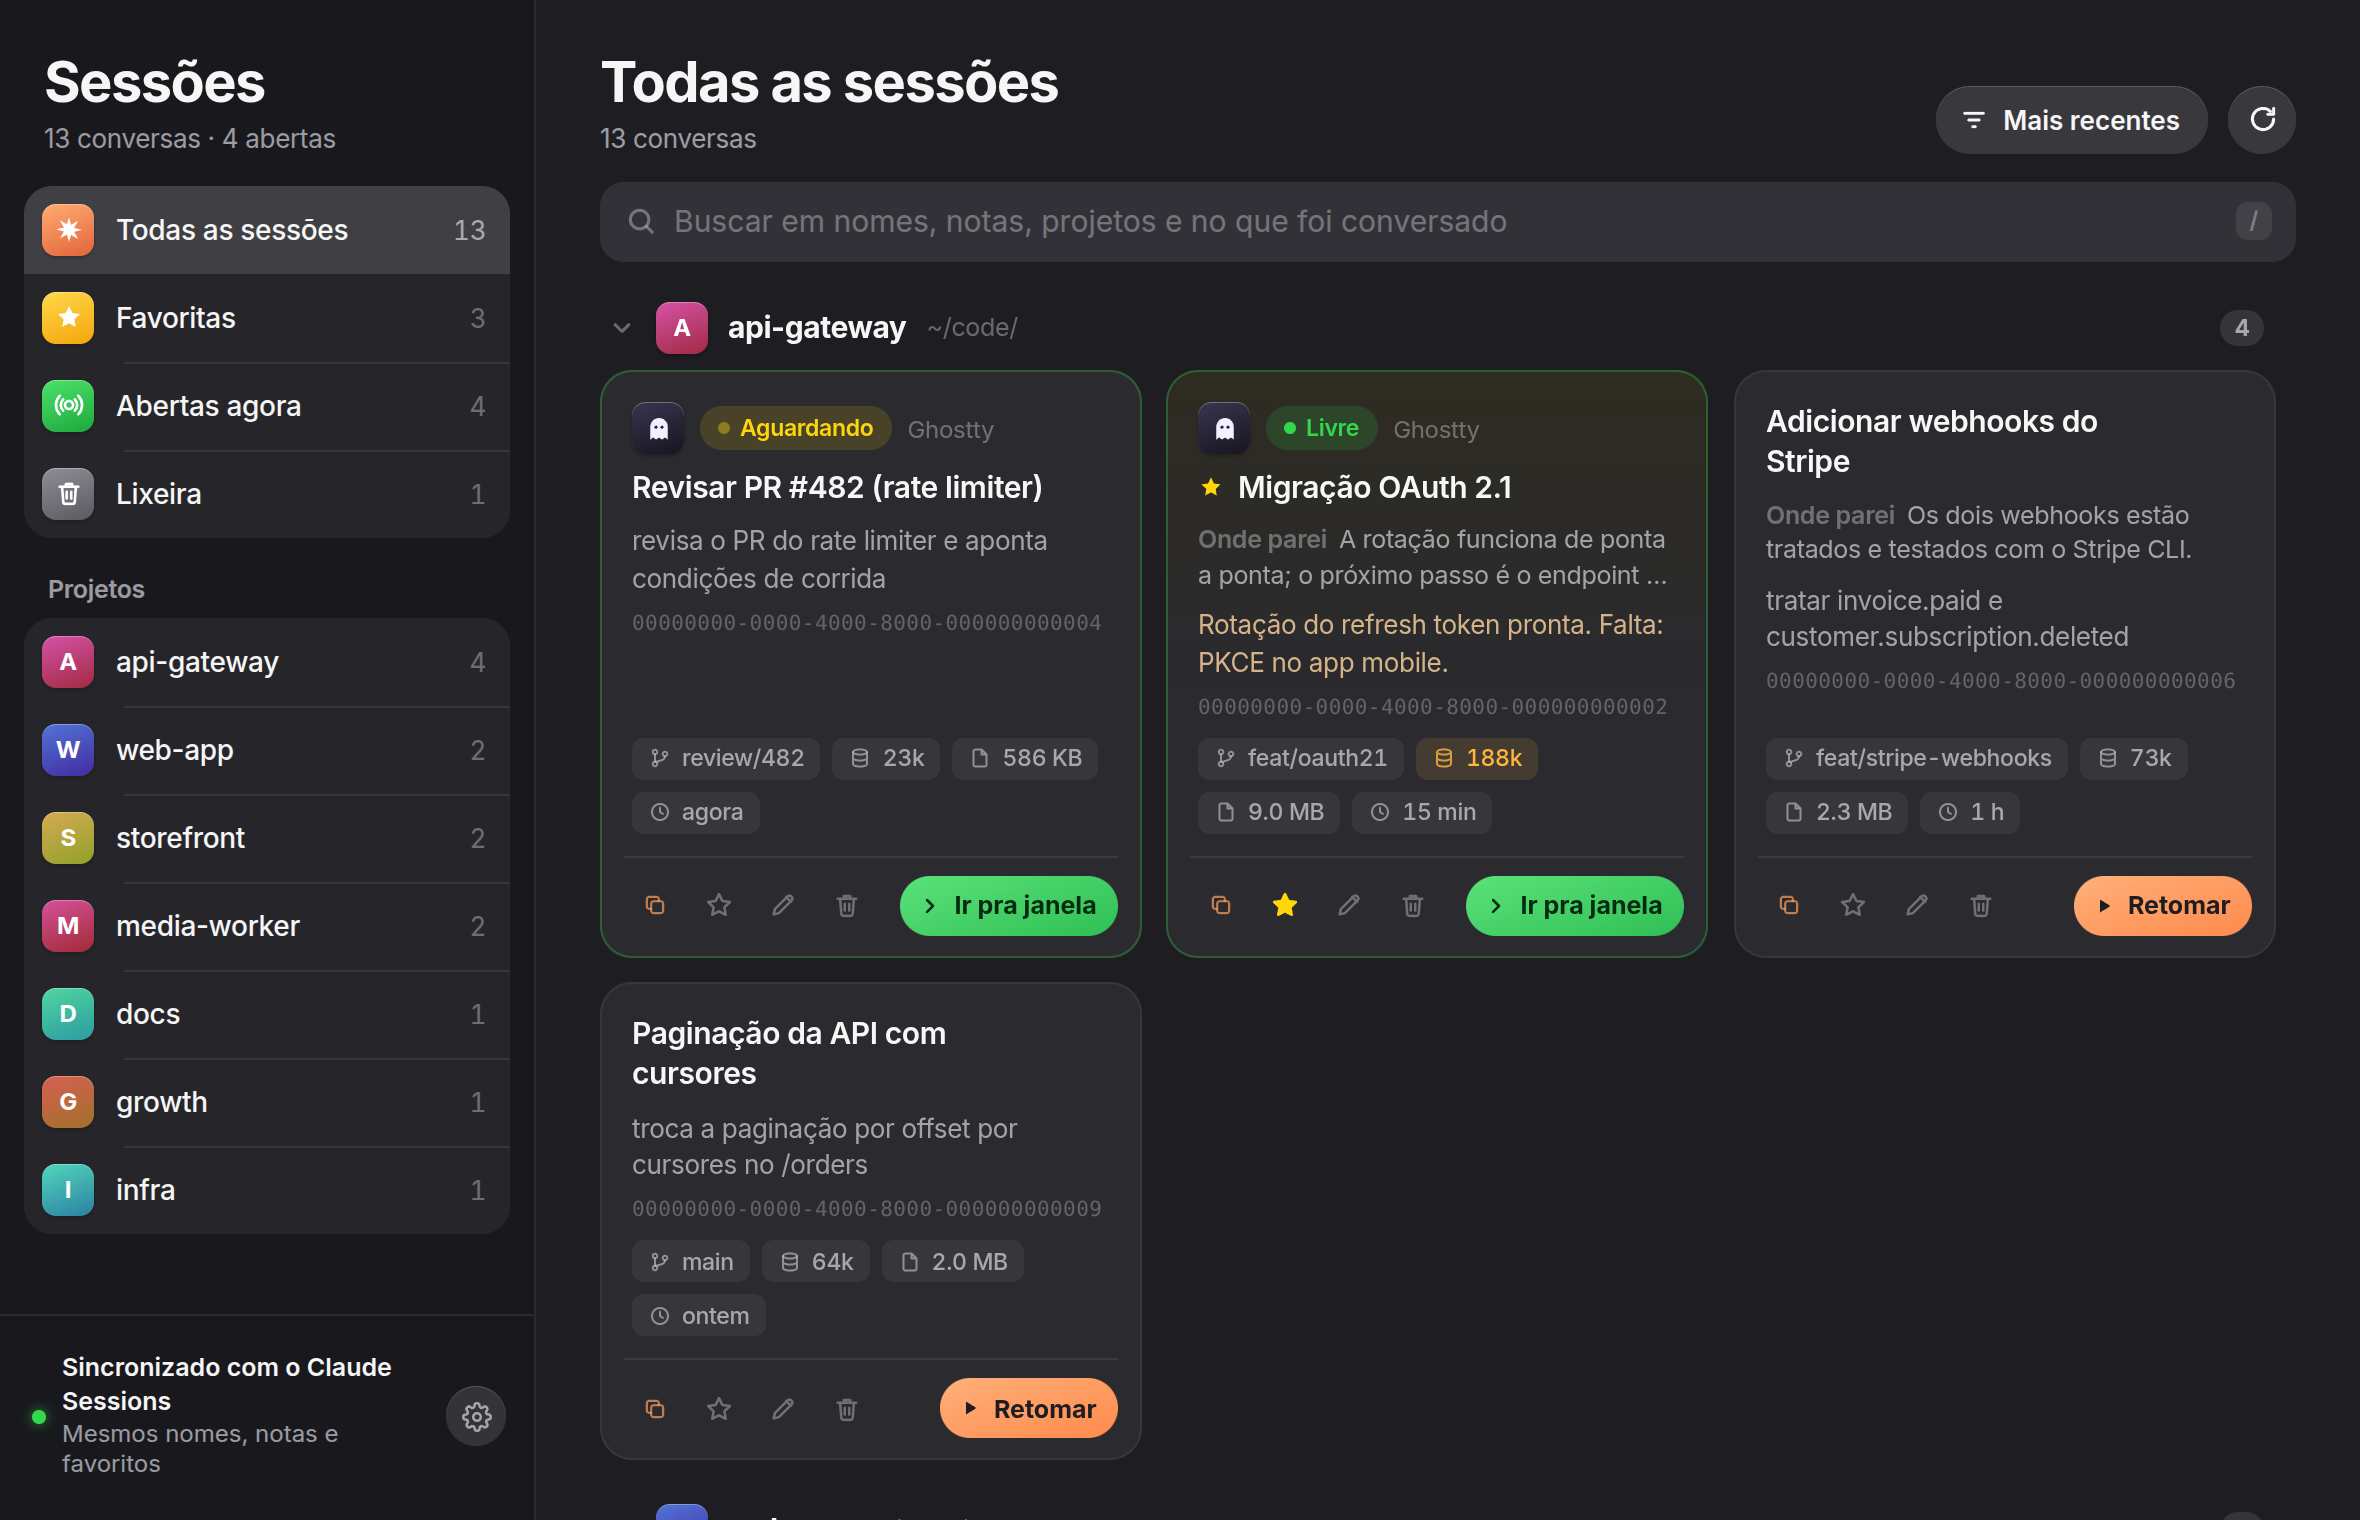 Sessões
13 conversas · 4 abertas
Todas as sessões 13
Favoritas 3
Abertas agora 4
Lixeira 1
Projetos
A api-gateway 4
W web-app 2
S storefront 2
M media-worker 2
D docs 1
G growth 1
I infra 1
Sincronizado com o Claude
Sessions
Mesmos nomes, notas e
favoritos
Todas as sessões
13 conversas
Mais recentes
Buscar em nomes, notas, projetos e no que foi conversado /
A api-gateway ~/code/ 4
Aguardando Ghostty
Revisar PR #482 (rate limiter)
revisa o PR do rate limiter e aponta
condições de corrida
00000000-0000-4000-8000-000000000004
review/482 23k 586 KB
agora
Ir pra janela
Livre Ghostty
Migração OAuth 2.1
Onde parei A rotação funciona de ponta
a ponta; o próximo passo é o endpoint ...
Rotação do refresh token pronta. Falta:
PKCE no app mobile.
00000000-0000-4000-8000-000000000002
feat/oauth21 188k
9.0 MB 15 min
Ir pra janela
Adicionar webhooks do
Stripe
Onde parei Os dois webhooks estão
tratados e testados com o Stripe CLI.
tratar invoice.paid e
customer.subscription.deleted
00000000-0000-4000-8000-000000000006
feat/stripe-webhooks 73k
2.3 MB 1 h
Retomar
Paginação da API com
cursores
troca a paginação por offset por
cursores no /orders
00000000-0000-4000-8000-000000000009
main 64k 2.0 MB
ontem
Retomar